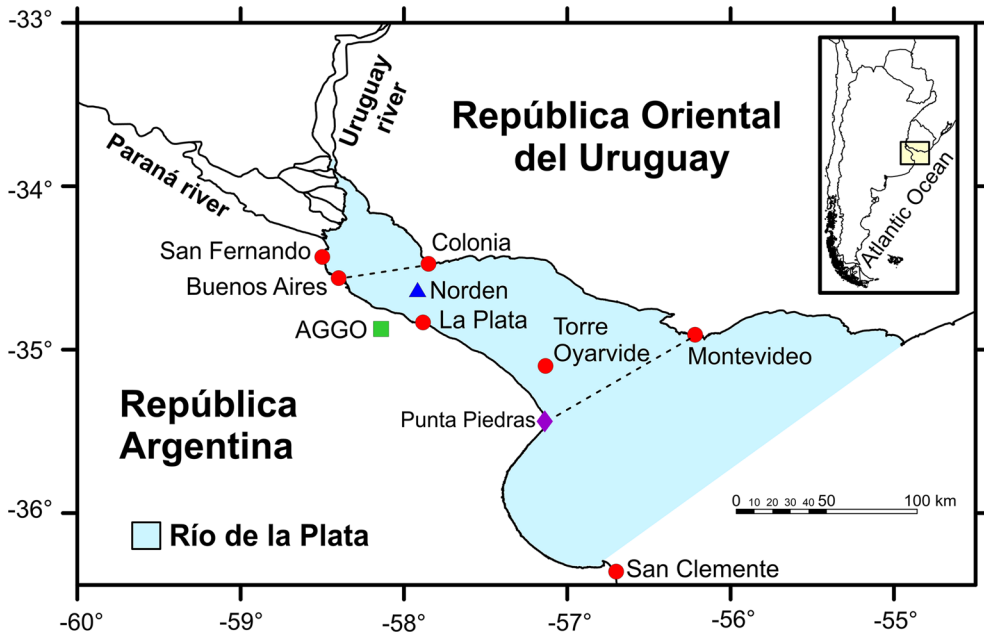 -33°
-34°
-35°
-36°
Uruguay
river
Paraná river
República Oriental
del Uruguay
Atlantic Ocean
San Fernando
Colonia
Buenos Aires
Norden
La Plata
AGGO
Torre
Oyarvide
Montevideo
República
Argentina
Punta Piedras
0 10 20 30 40 50 100 km
Río de la Plata
San Clemente
-60° -59° -58° -57° -56° -55°